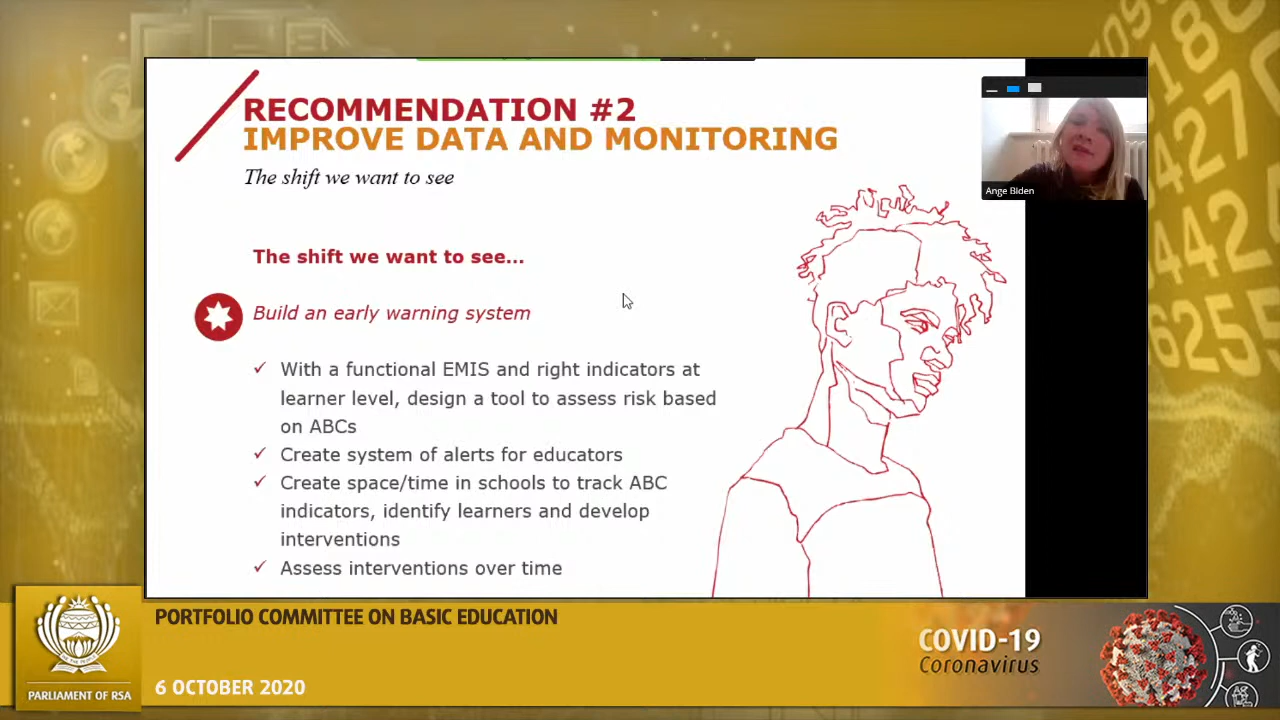 RECOMMENDATION #2
IMPROVE DATA AND MONITORING
The shift we want to see
Ange Biden
The shift we want to see...
Build an early warning system
✓ With a functional EMIS and right indicators at
learner level, design a tool to assess risk based
on ABCs
✓ Create system of alerts for educators
✓ Create space/time in schools to track ABC
indicators, identify learners and develop
interventions
✓ Assess interventions over time
PORTFOLIO COMMITTEE ON BASIC EDUCATION
6 OCTOBER 2020
PARLIAMENT OF RSA
COVID-19
Coronavirus